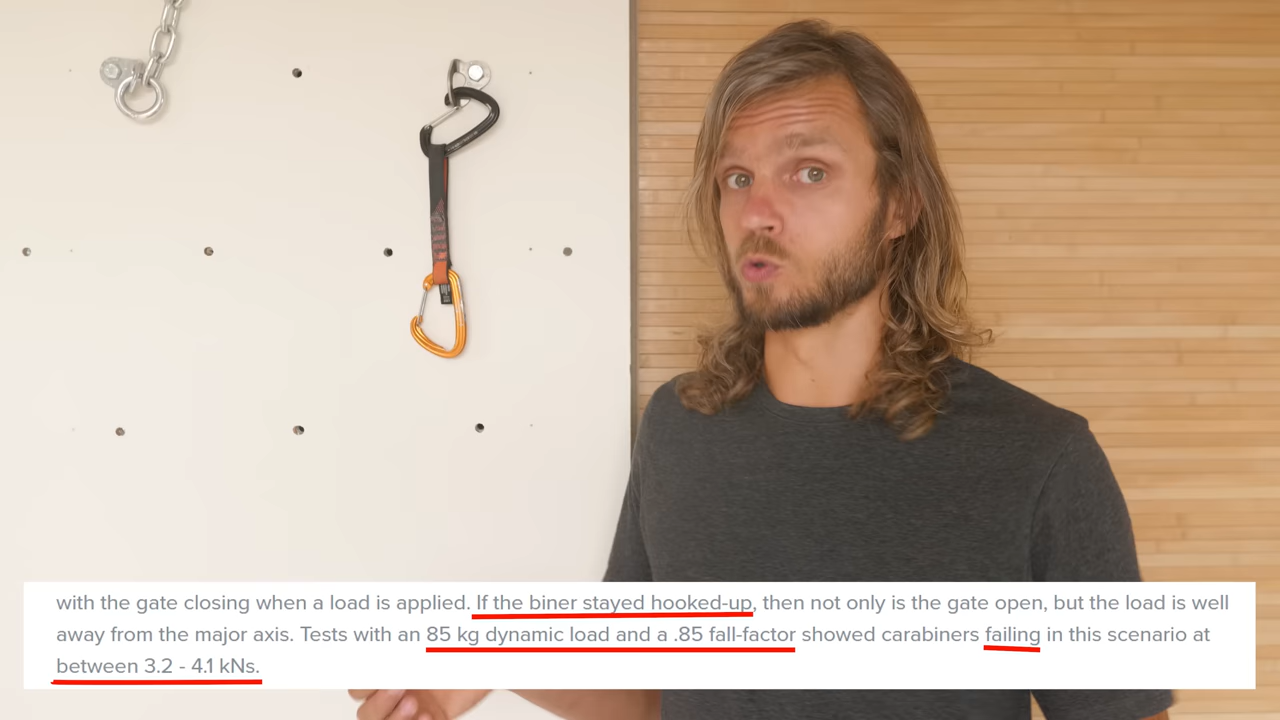 with the gate closing when a load is applied. If the biner stayed hooked-up, then not only is the gate open, but the load is well
away from the major axis. Tests with an 85 kg dynamic load and a .85 fall-factor showed carabiners failing in this scenario at
between 3.2 - 4.1 kNs.